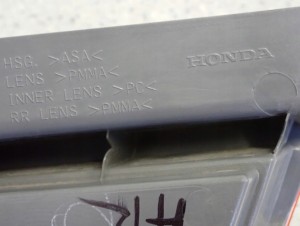 HSG. >ASA<
LENS >PMMA<
INNER LENS >PC<
RR LENS >PMMA<
HONDA